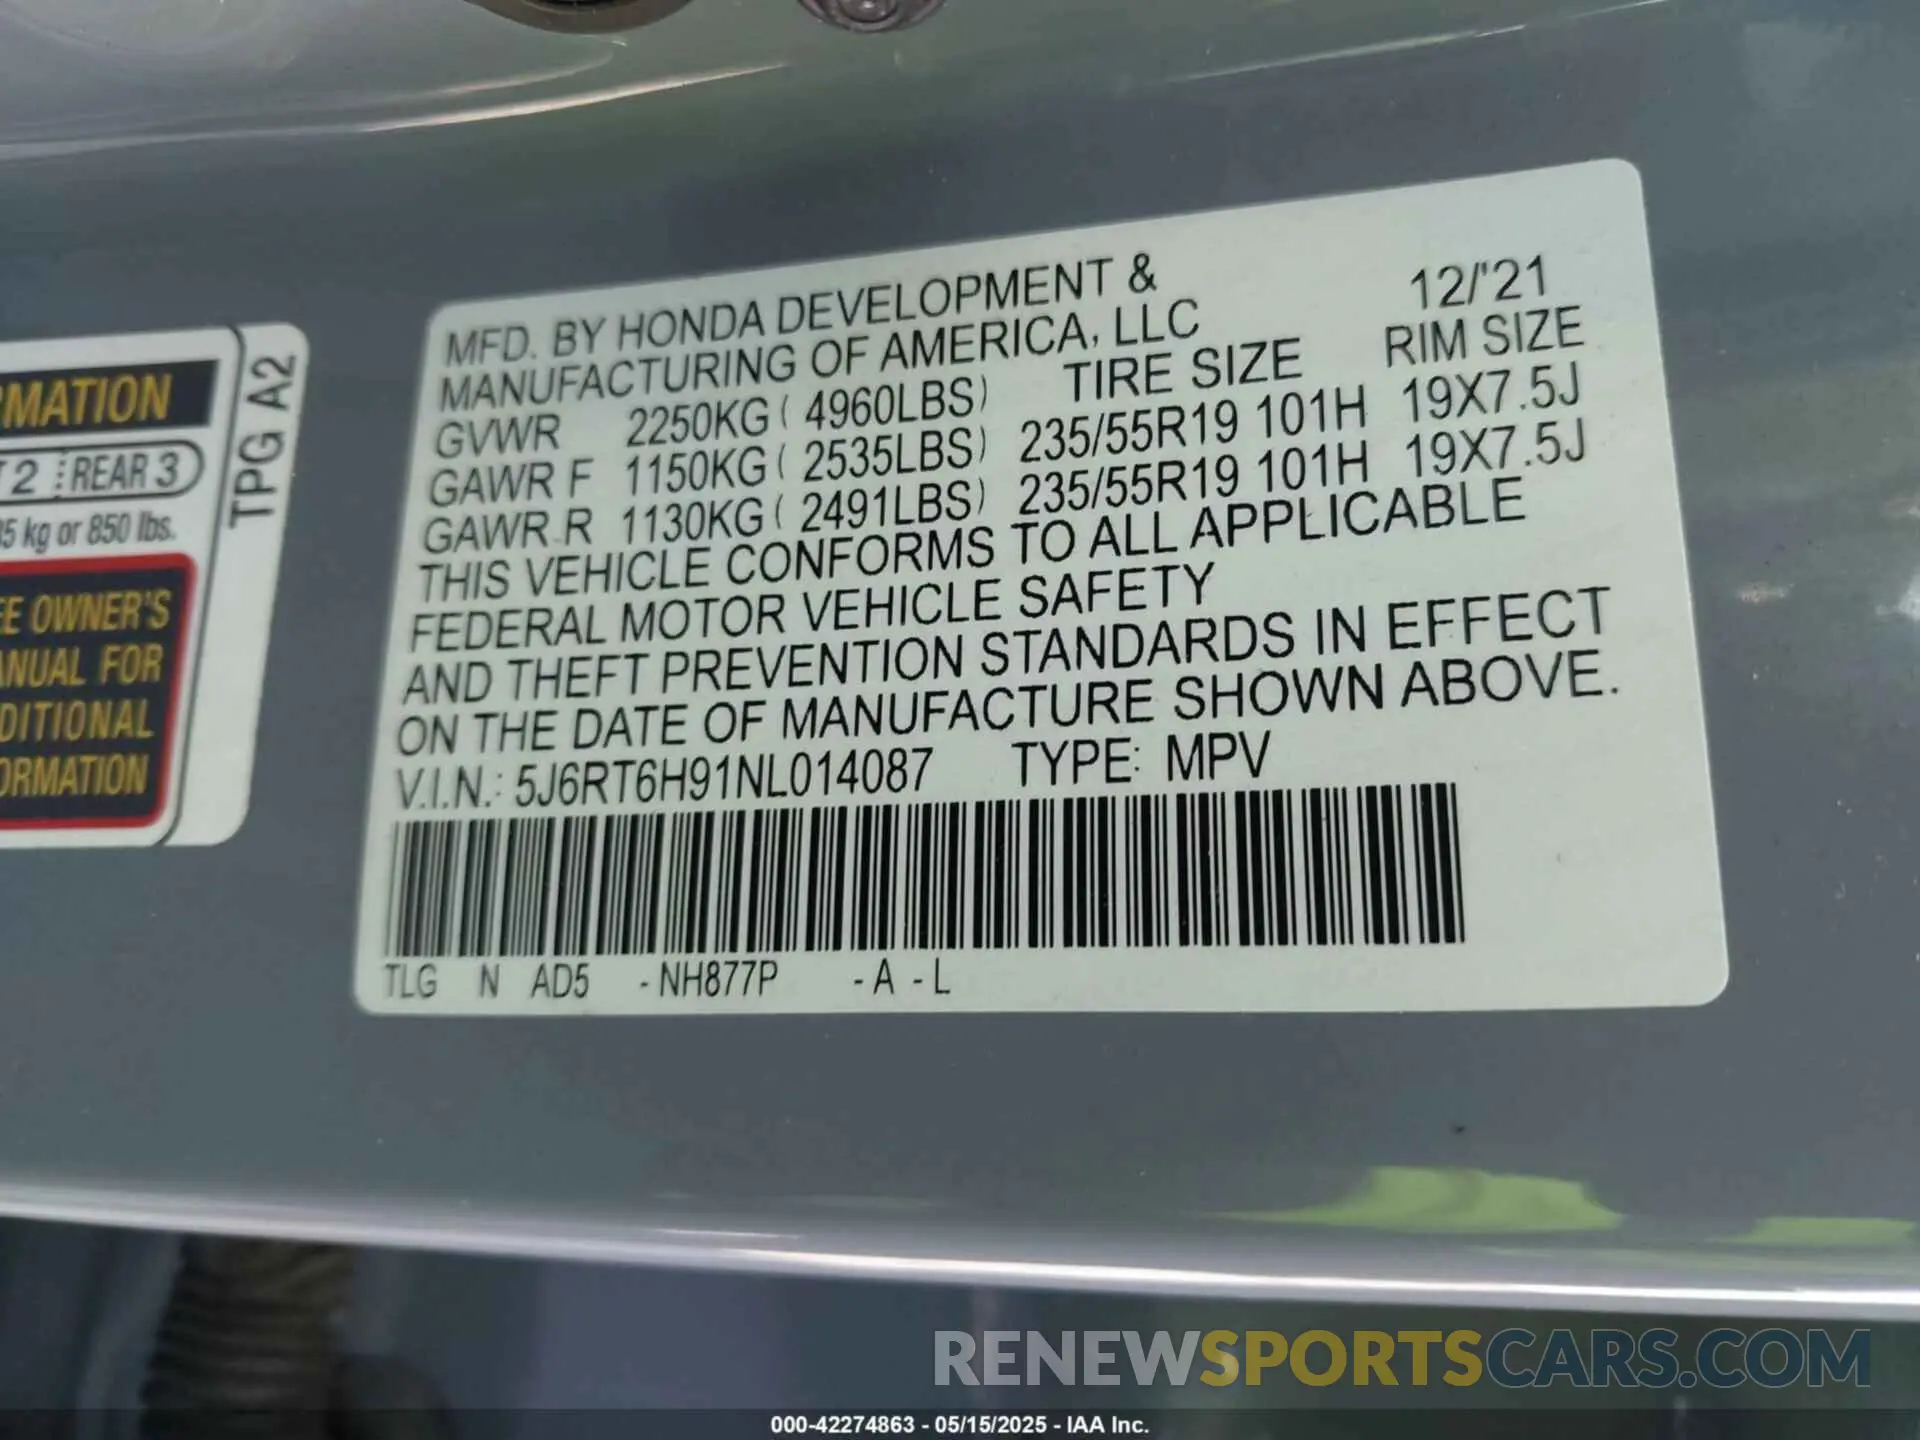 RMATION
T 2 REAR 3
35 kg or 850 lbs.
EE OWNER'S
ANUAL FOR
DITIONAL
ORMATION
TPG A2
MFD. BY HONDA DEVELOPMENT & 12/'21
MANUFACTURING OF AMERICA, LLC RIM SIZE
GVWR 2250KG ( 4960LBS) TIRE SIZE
GAWR F 1150KG ( 2535LBS) 235/55R19 101H 19X7.5J
GAWR R 1130KG ( 2491LBS) 235/55R19 101H 19X7.5J
THIS VEHICLE CONFORMS TO ALL APPLICABLE
FEDERAL MOTOR VEHICLE SAFETY
AND THEFT PREVENTION STANDARDS IN EFFECT
ON THE DATE OF MANUFACTURE SHOWN ABOVE.
V.I.N.: 5J6RT6H91NL014087 TYPE: MPV
TLG N AD5 - NH877P - A - L
RENEWSPORTSCARS.COM
000-42274863 - 05/15/2025 - IAA Inc.